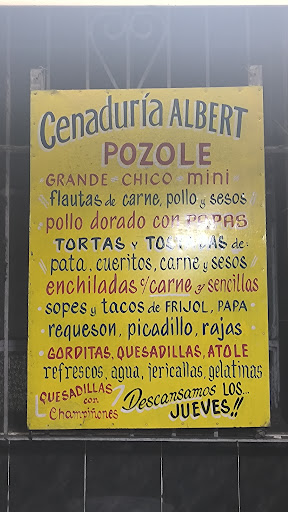 Cenaduría ALBERT
POZOLE
GRANDE - CHICO - mini
flautas de carne, pollo y sesos
pollo dorado con PAPAS
TORTAS y TOSTADAS de:
pata. cueritos, carne y sesos
enchiladas c/carne y sencillas
sopes y tacos de FRIJOL, PAPA
requeson, picadillo, rajas
GORDITAS, QUESADILLAS, ATOLE
refrescos, agua, jericallas, gelatinas
QUESADILLAS
con
Champiñones
Descansamos LOS
JUEVES,!!